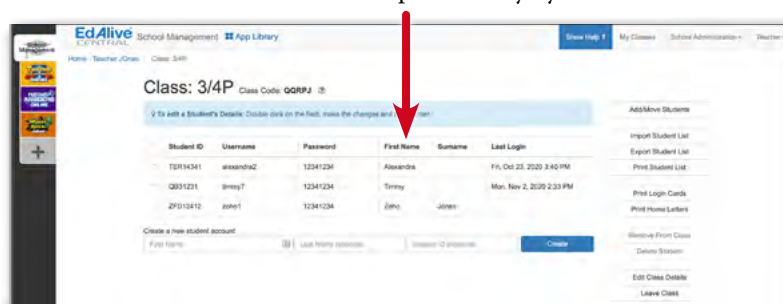 EdAlive
CENTRAL
School Management
App Library
Show Help
My Classes
School Administration
Teacher
Home
Teacher JOnes
Class: 3/4P
Class: 3/4P Class Code: QQRPJ
To edit a Student's Details: Double click on the field, make the changes and
Student ID Username Password First Name Surname Last Login
TER14341 alexandra2 12341234 Alexandra Fri, Oct 23, 2020 3:40 PM
QB31231 timmy7 12341234 Timmy Mon, Nov 2, 2020 2:33 PM
ZFD12412 zoho1 12341234 Zoho Jones
Create a new student account
First Name
Create
Add/Move Students
Import Student List
Export Student List
Print Student List
Print Login Cards
Print Home Letters
Remove From Class
Delete Student
Edit Class Details
Leave Class